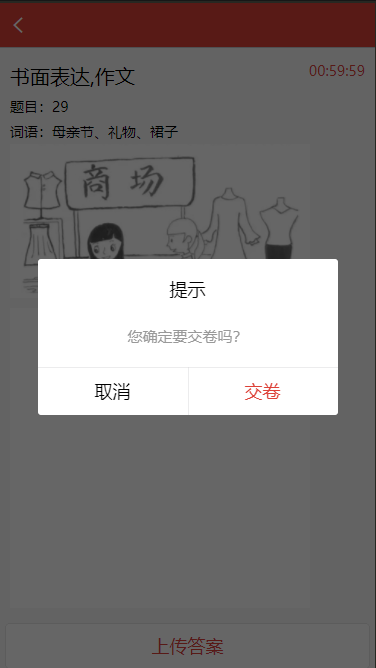 书面表达,作文
00:59:59
题目：29
词语：母亲节、礼物、裙子
商场
提示
您确定要交卷吗?
取消
交卷
上传答案